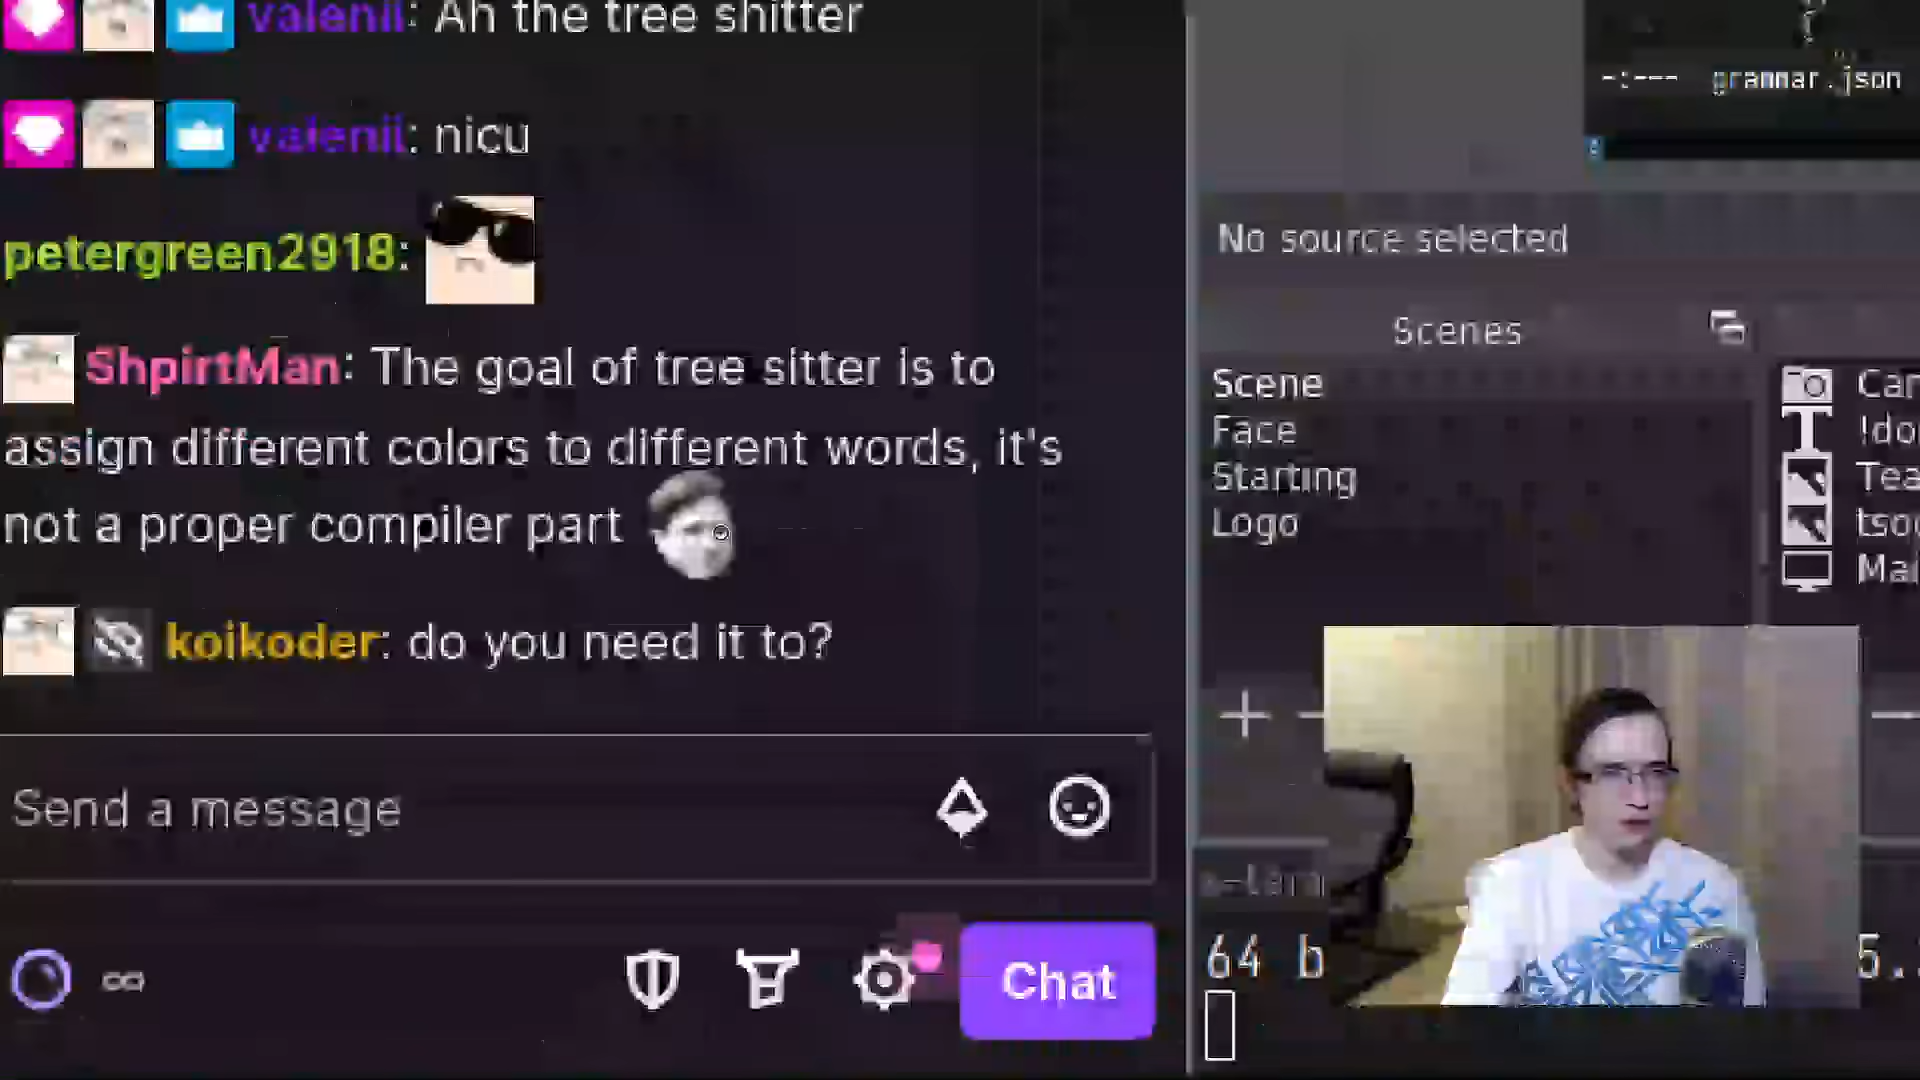 valenii: Ah the tree shitter
-:--- grammar.json
valenii: nicu
petergreen2918:
No source selected
Scenes
ShpirtMan: The goal of tree sitter is to
assign different colors to different words, it's
not a proper compiler part
Scene
Face
Starting
Logo
koikoder: do you need it to?
Send a message
64 b
Chat